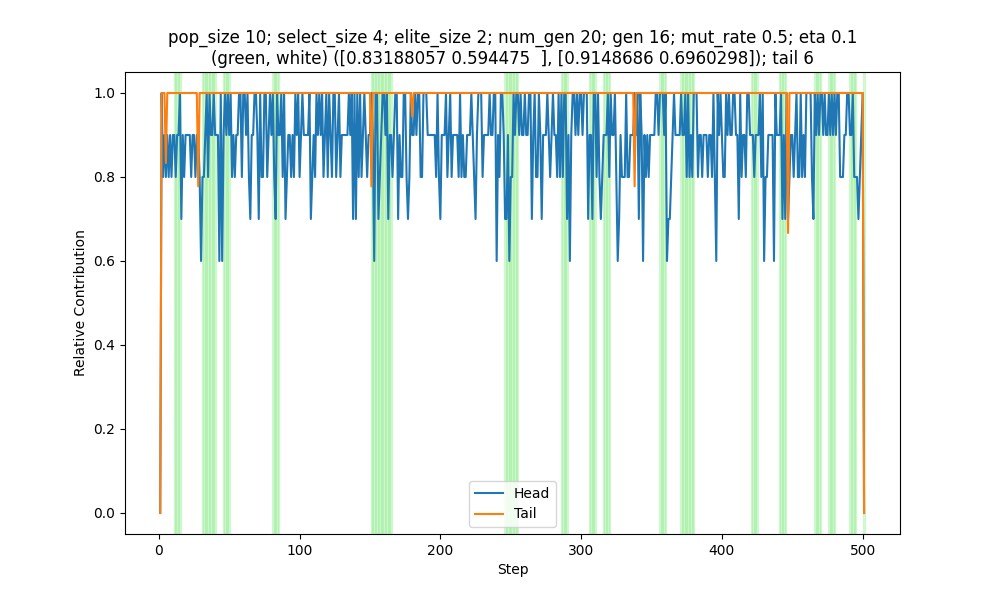 pop_size 10; select_size 4; elite_size 2; num_gen 20; gen 16; mut_rate 0.5; eta 0.1
(green, white) ([0.83188057 0.594475  ], [0.9148686 0.6960298]); tail 6
1.0
0.8
0.6
0.4
0.2
0.0
Relative Contribution
Head
Tail
0
100
200
300
400
500
Step